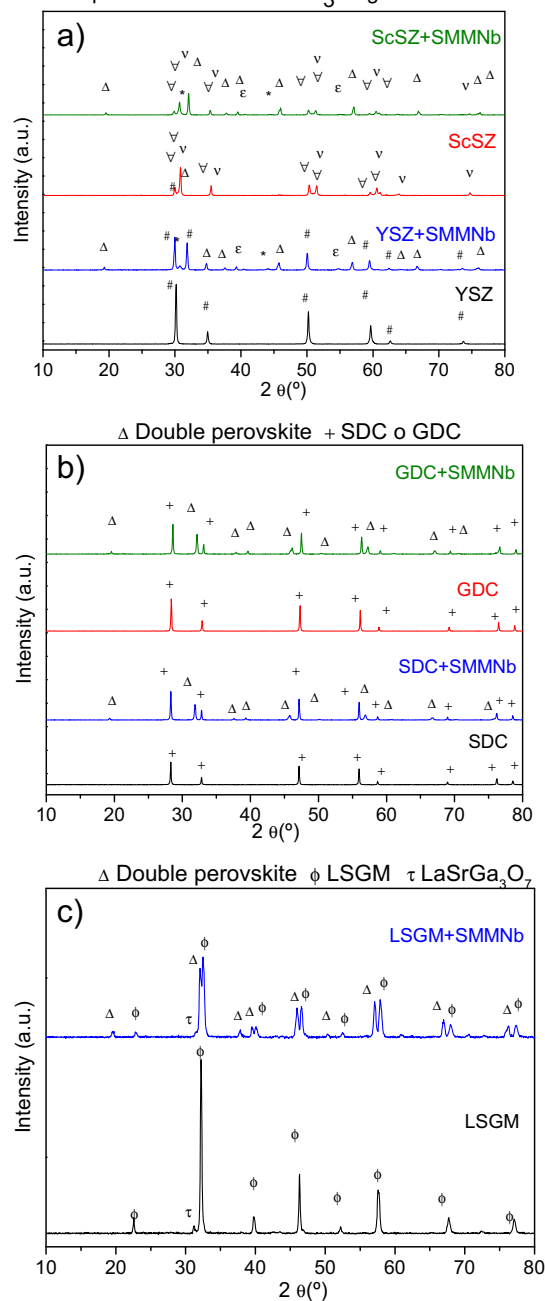 a)
ScSZ+SMMNb
Δ ∀ ∀ ν * Δ ∀ ν Δ Δ ε * Δ ∀ ∀ ν ε Δ ∀ ν ∀ Δ ν Δ Δ
ScSZ
∀ ∀ ν Δ ∀ ν ∀ ∀ ν ∀ ∀ ν ν ν
YSZ+SMMNb
Δ # # * # Δ Δ ε * Δ # ε Δ # # Δ Δ # Δ
YSZ
# # # # # #
Intensity (a.u.)
10 20 30 40 50 60 70 80
2 θ(º)
Δ Double perovskite + SDC o GDC
b)
GDC+SMMNb
Δ + Δ + Δ Δ Δ + Δ + Δ + Δ + Δ + +
GDC
+ + + + + + + +
SDC+SMMNb
Δ + Δ + Δ Δ Δ + Δ + Δ + Δ Δ + Δ + +
SDC
+ + + + + + + +
Intensity (a.u.)
10 20 30 40 50 60 70 80
2 θ(º)
Δ Double perovskite ϕ LSGM τ LaSrGa3O7
c)
LSGM+SMMNb
Δ ϕ τ Δ ϕ Δ Δ ϕ Δ ϕ Δ ϕ Δ ϕ Δ ϕ Δ ϕ
LSGM
ϕ τ ϕ ϕ ϕ ϕ ϕ ϕ ϕ
Intensity (a.u.)
10 20 30 40 50 60 70 80
2 θ(º)